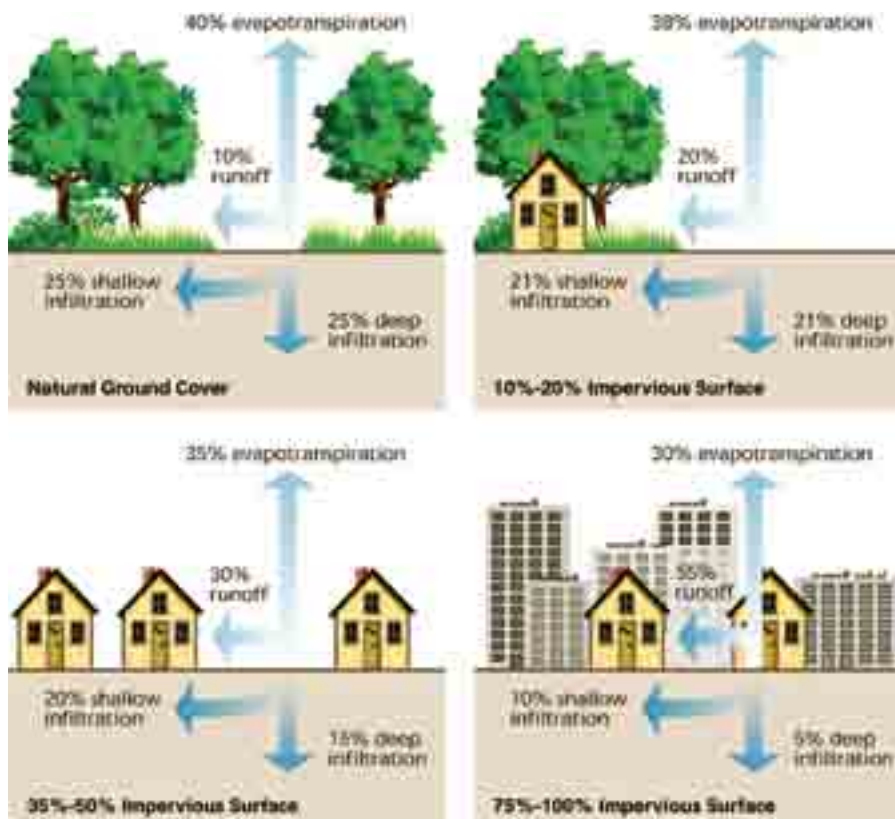 40% evapotranspiration
10%
runoff
25% shallow
infiltration
25% deep
infiltration
Natural Ground Cover
38% evapotranspiration
20%
runoff
21% shallow
infiltration
21% deep
infiltration
10%-20% Impervious Surface
35% evapotranspiration
30%
runoff
20% shallow
infiltration
15% deep
infiltration
35%-50% Impervious Surface
30% evapotranspiration
55%
runoff
10% shallow
infiltration
5% deep
infiltration
75%-100% Impervious Surface